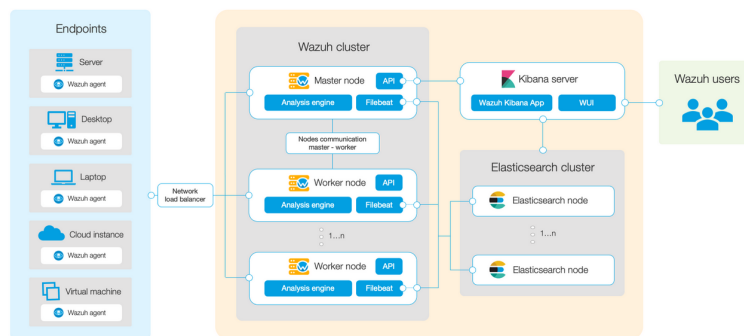 Endpoints
Server
Wazuh agent
Desktop
Wazuh agent
Laptop
Wazuh agent
Cloud instance
Wazuh agent
Virtual machine
Wazuh agent
Network
load balancer
Wazuh cluster
Master node
API
Analysis engine
Filebeat
Nodes communication
master - worker
Worker node
API
Analysis engine
Filebeat
1...n
Worker node
API
Analysis engine
Filebeat
Kibana server
Wazuh Kibana App
WUI
Elasticsearch cluster
Elasticsearch node
1...n
Elasticsearch node
Wazuh users